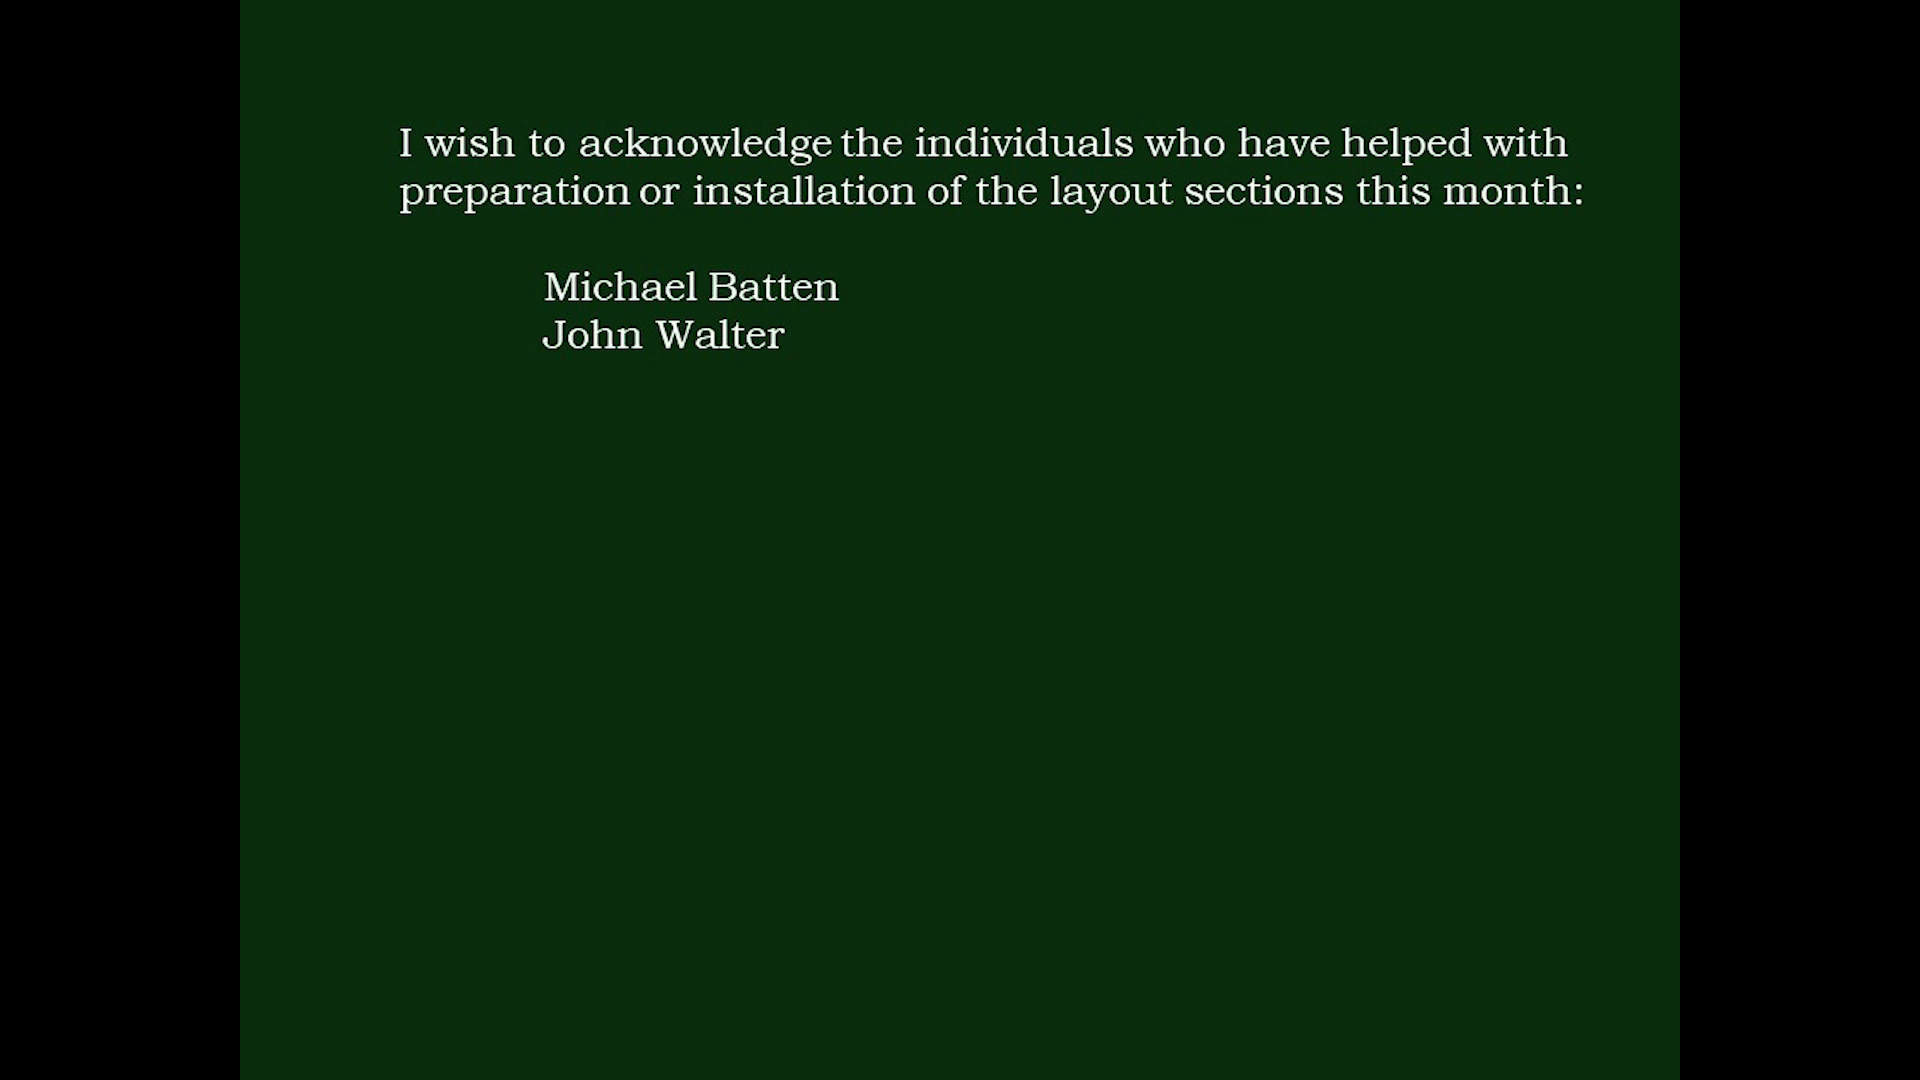 I wish to acknowledge the individuals who have helped with
preparation or installation of the layout sections this month:
Michael Batten
John Walter